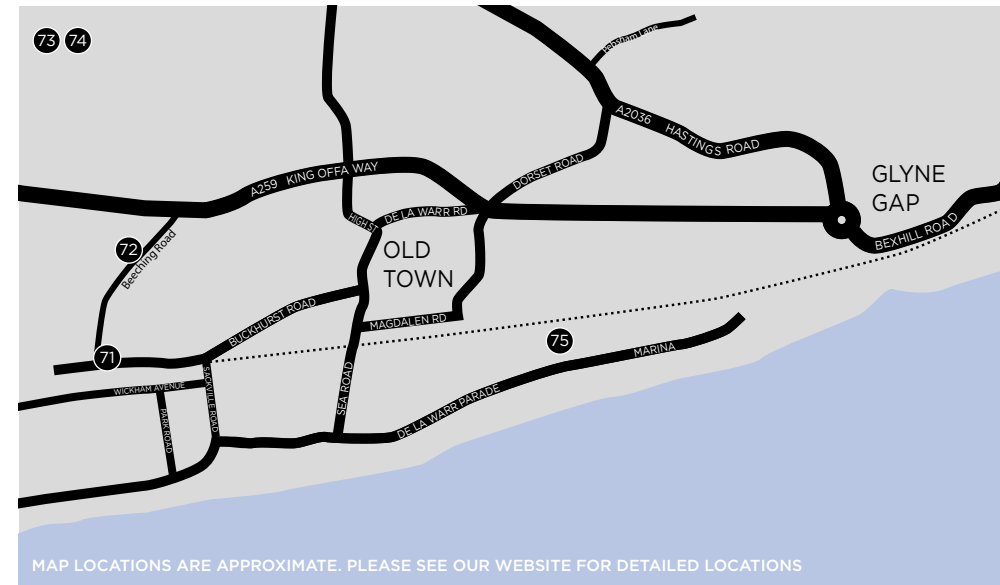 73 74
Pebsham Lane
A2036 HASTINGS ROAD
DORSET ROAD
A259 KING OFFA WAY
GLYNE
GAP
HIGH ST
DE LA WARR RD
BEXHILL ROAD
72
Beeching Road
OLD
TOWN
BUCKHURST ROAD
MAGDALEN RD
75
71
MARINA
WICKHAM AVENUE
SACKVILLE ROAD
SEA ROAD
PARK ROAD
DE LA WARR PARADE
MAP LOCATIONS ARE APPROXIMATE. PLEASE SEE OUR WEBSITE FOR DETAILED LOCATIONS